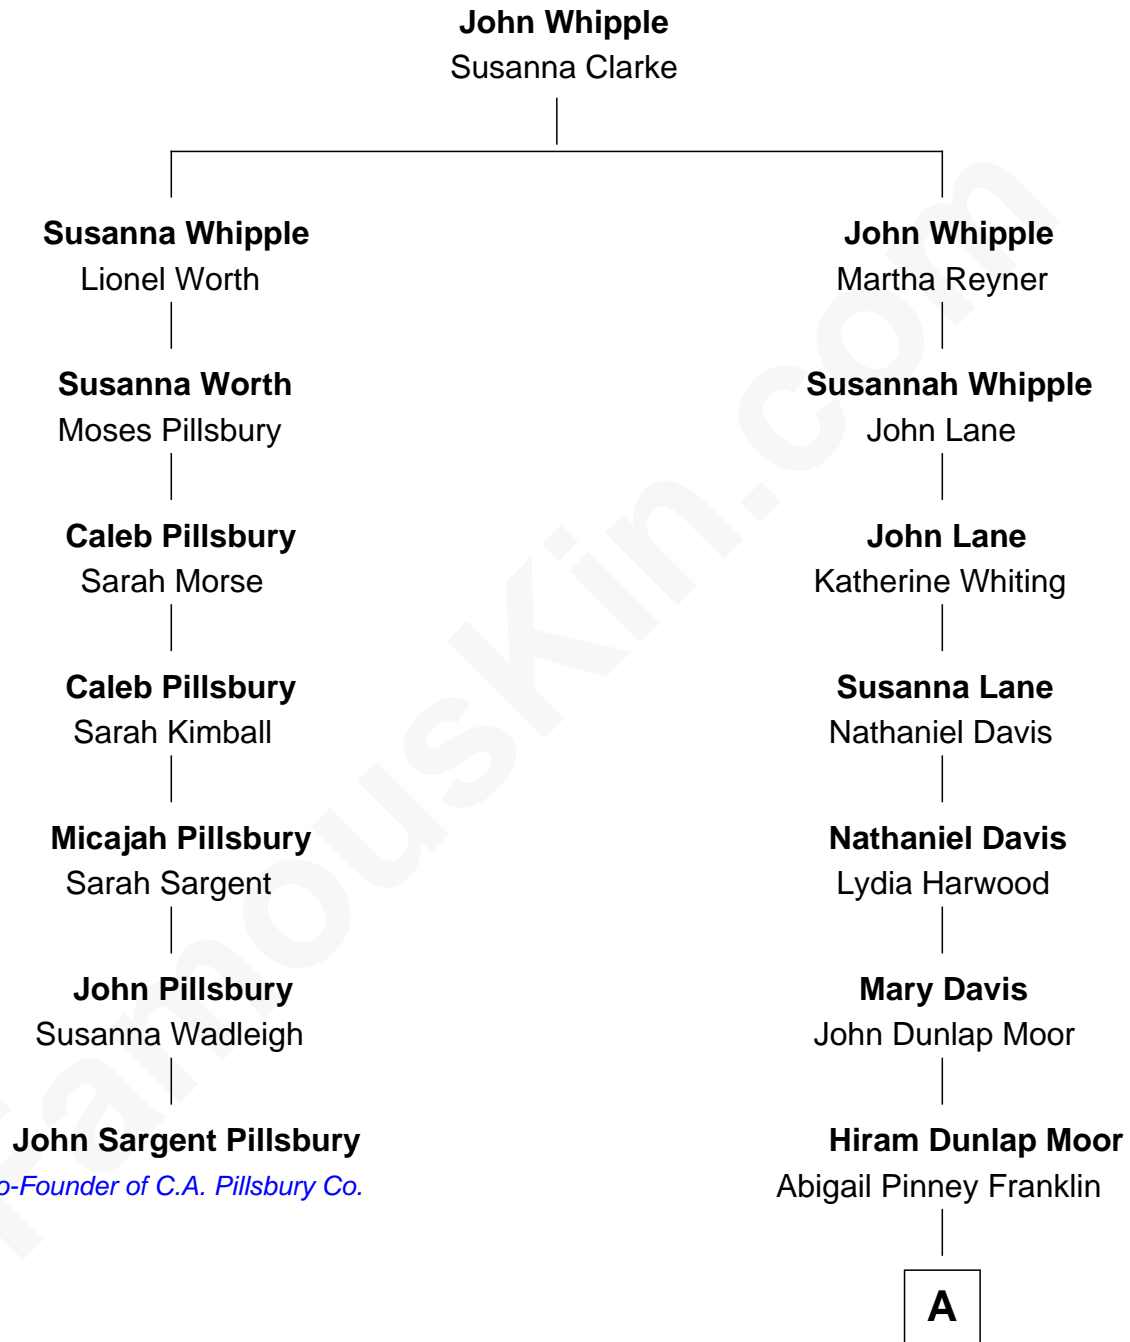 John Whipple
Susanna Clarke
Susanna Whipple
Lionel Worth
John Whipple
Martha Reyner
Susanna Worth
Moses Pillsbury
Susannah Whipple
John Lane
Caleb Pillsbury
Sarah Morse
John Lane
Katherine Whiting
Caleb Pillsbury
Sarah Kimball
Susanna Lane
Nathaniel Davis
Micajah Pillsbury
Sarah Sargent
Nathaniel Davis
Lydia Harwood
John Pillsbury
Susanna Wadleigh
Mary Davis
John Dunlap Moor
John Sargent Pillsbury
o-Founder of C.A. Pillsbury Co.
Hiram Dunlap Moor
Abigail Pinney Franklin
A
FamousKin.com